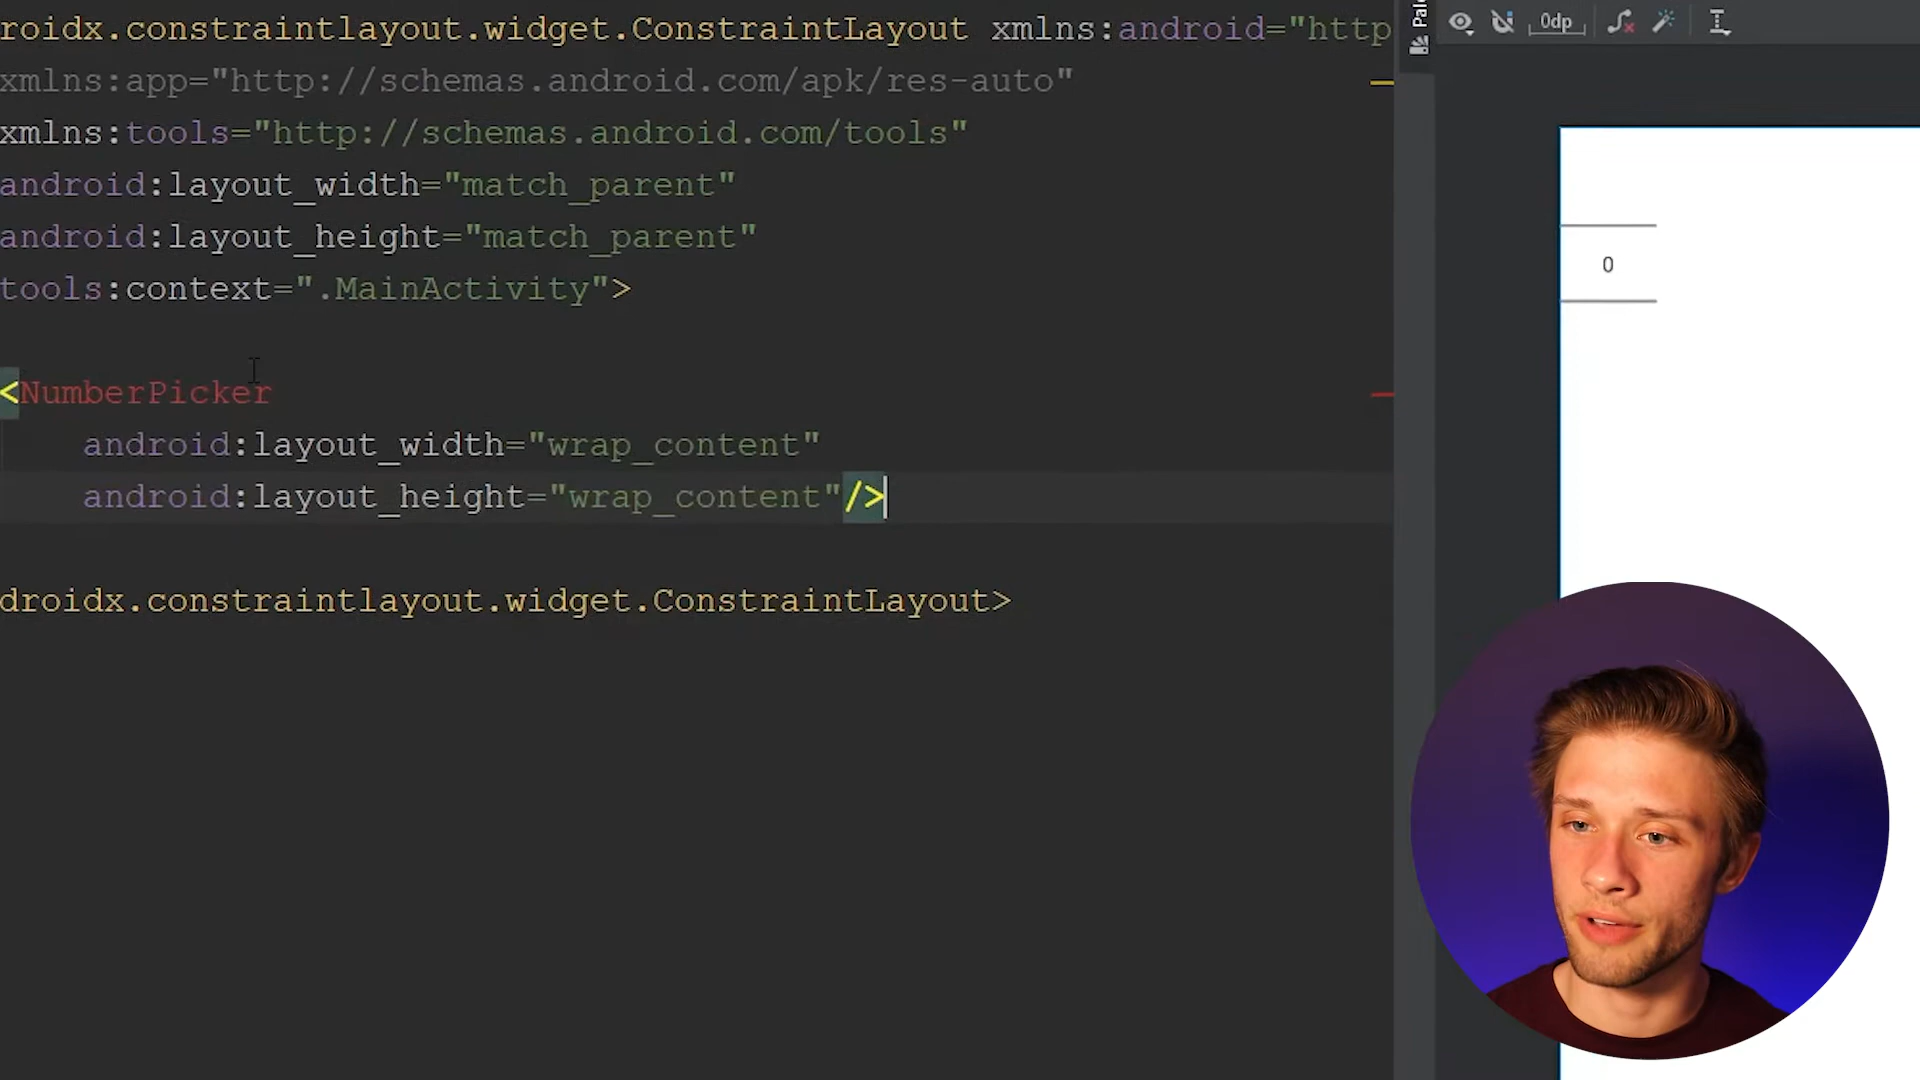 roidx.constraintlayout.widget.ConstraintLayout xmlns:android="http
xmlns:app="http://schemas.android.com/apk/res-auto"
xmlns:tools="http://schemas.android.com/tools"
android:layout_width="match_parent"
android:layout_height="match_parent"
tools:context=".MainActivity">
<NumberPicker
android:layout_width="wrap_content"
android:layout_height="wrap_content"/>
droidx.constraintlayout.widget.ConstraintLayout>
Pal
0dp
0